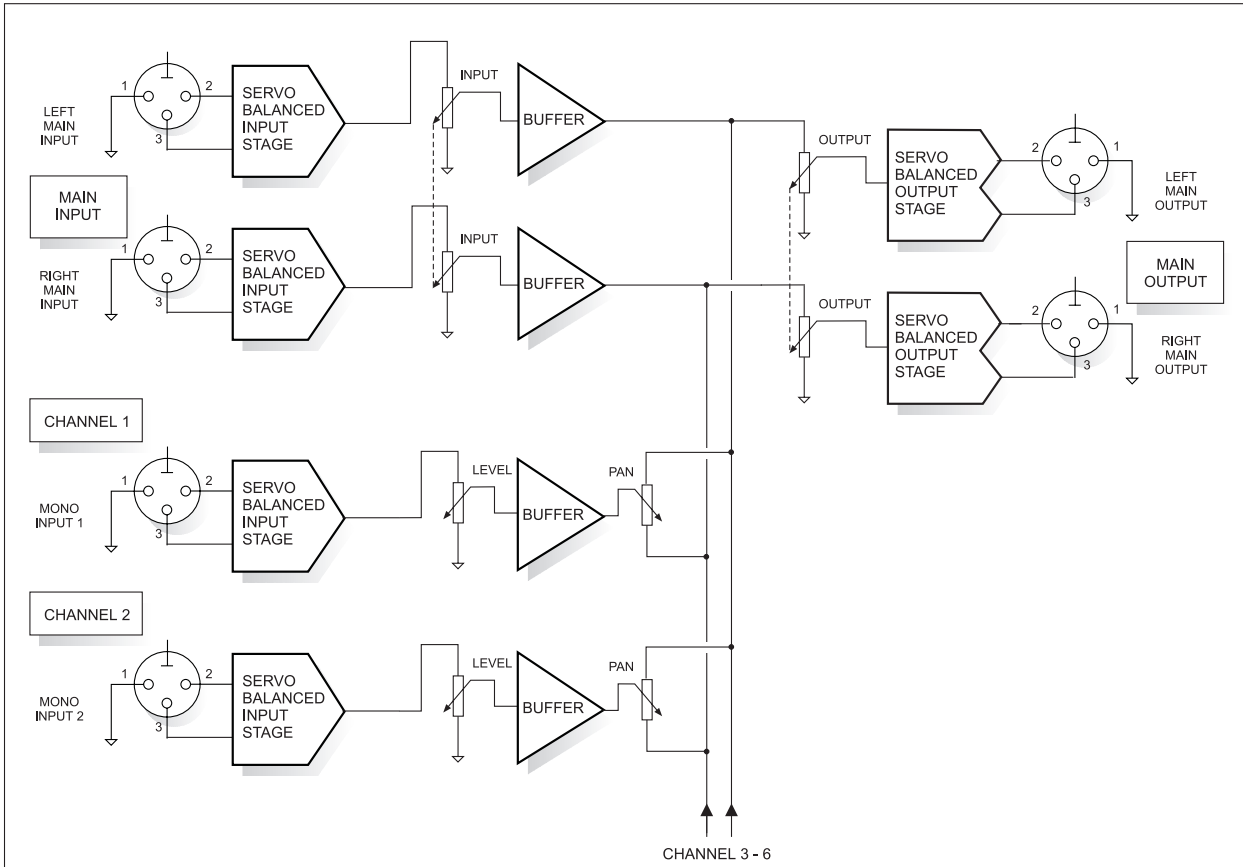 1
2
3
LEFT
MAIN
INPUT
SERVO
BALANCED
INPUT
STAGE
INPUT
BUFFER
OUTPUT
SERVO
BALANCED
OUTPUT
STAGE
2
1
3
LEFT
MAIN
OUTPUT
MAIN
INPUT
1
2
3
RIGHT
MAIN
INPUT
SERVO
BALANCED
INPUT
STAGE
INPUT
BUFFER
OUTPUT
SERVO
BALANCED
OUTPUT
STAGE
2
1
3
MAIN
OUTPUT
RIGHT
MAIN
OUTPUT
CHANNEL 1
1
2
3
MONO
INPUT 1
SERVO
BALANCED
INPUT
STAGE
LEVEL
BUFFER
PAN
CHANNEL 2
1
2
3
MONO
INPUT 2
SERVO
BALANCED
INPUT
STAGE
LEVEL
BUFFER
PAN
CHANNEL 3 - 6